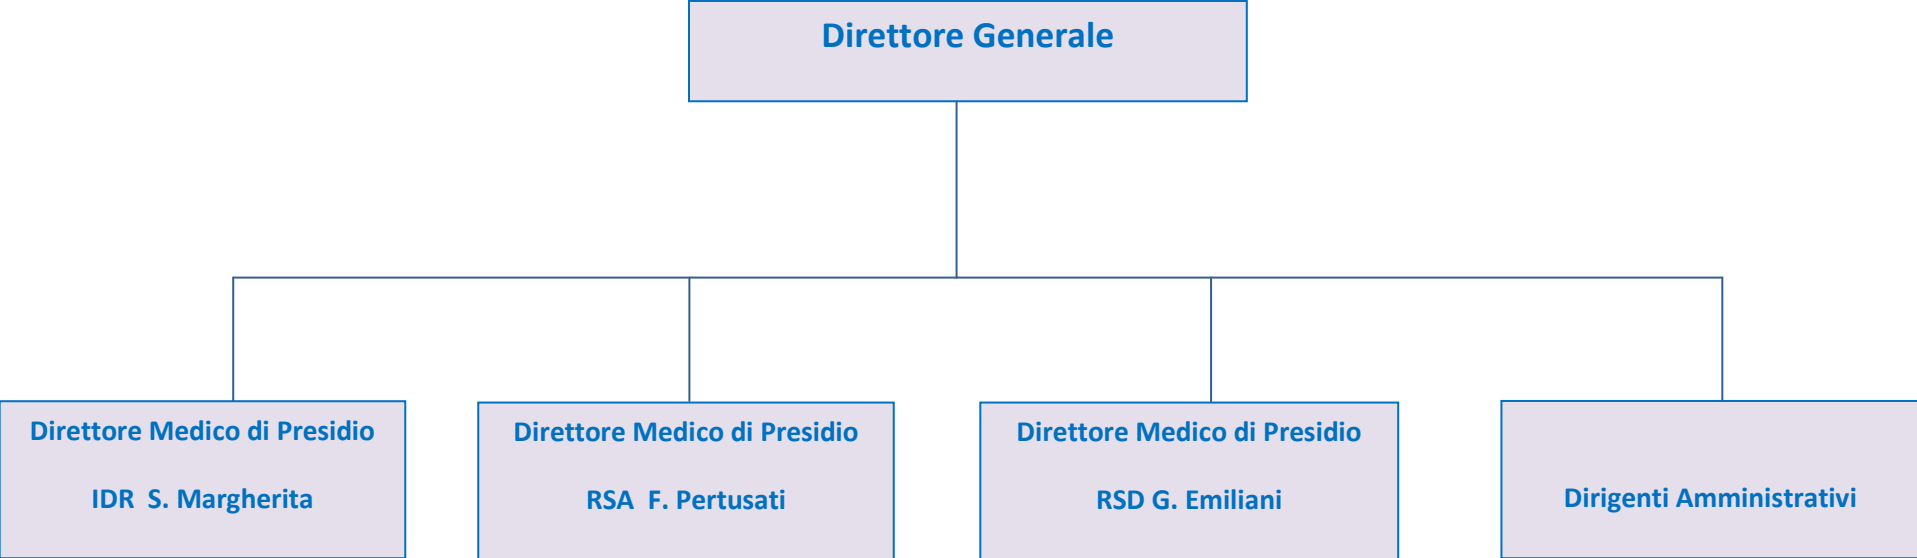 Direttore Generale
Direttore Medico di Presidio
IDR  S. Margherita
Direttore Medico di Presidio
RSA  F. Pertusati
Direttore Medico di Presidio
RSD G. Emiliani
Dirigenti Amministrativi